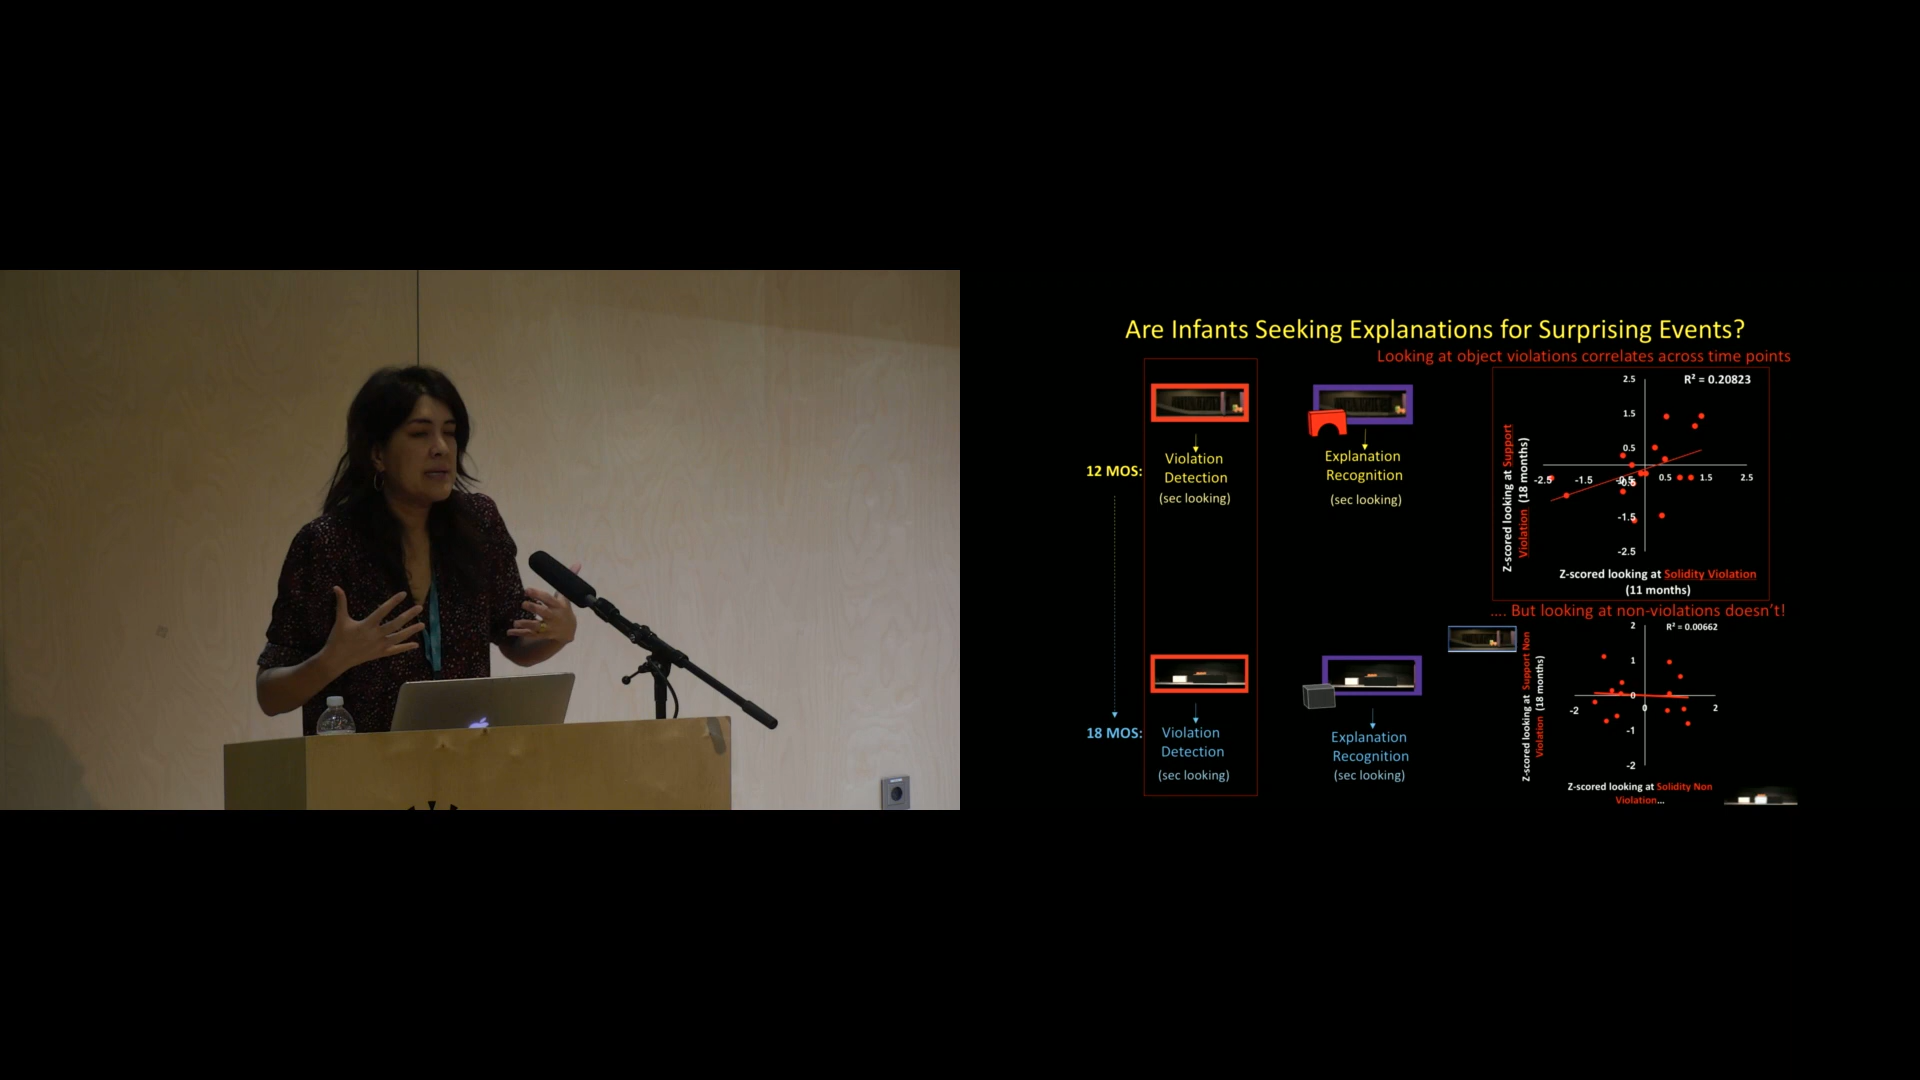 Are Infants Seeking Explanations for Surprising Events?
Looking at object violations correlates across time points
12 MOS:
Violation
Detection
(sec looking)
Explanation
Recognition
(sec looking)
18 MOS:
Violation
Detection
(sec looking)
Explanation
Recognition
(sec looking)
R² = 0.20823
2.5
1.5
0.5
-2.5
-1.5
-0.5
0.5
1.5
2.5
-0.5
-1.5
-2.5
Z-scored looking at Support
Violation (18 months)
Z-scored looking at Solidity Violation
(11 months)
.... But looking at non-violations doesn't!
R² = 0.00662
2
1
0
-2
0
2
-1
-2
Z-scored looking at Support Non
Violation (18 months)
Z-scored looking at Solidity Non
Violation...